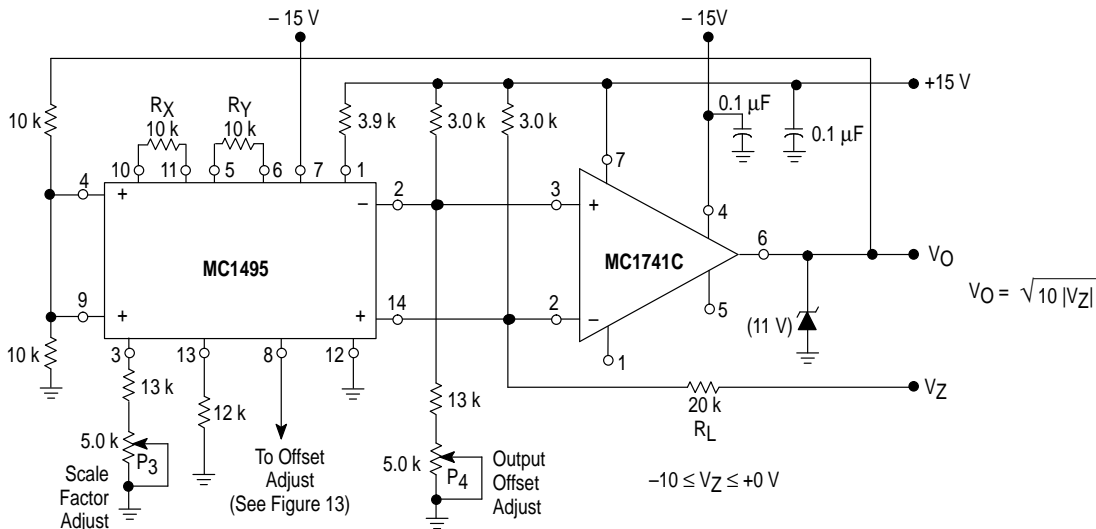 – 15 V
– 15V
+15 V
10 k
RX
10 k
RY
10 k
3.9 k
3.0 k
3.0 k
0.1 µF
0.1 µF
10
11
5
6
7
1
7
4
4
+
–
2
3
+
6
VO
MC1495
MC1741C
VO = √10 |VZ|
9
+
+
14
2
–
5
(11 V)
10 k
3
13
8
12
1
VZ
13 k
12 k
13 k
20 k
RL
5.0 k
P3
Scale
Factor
Adjust
To Offset
Adjust
(See Figure 13)
5.0 k
P4
Output
Offset
Adjust
–10 ≤ VZ ≤ +0 V